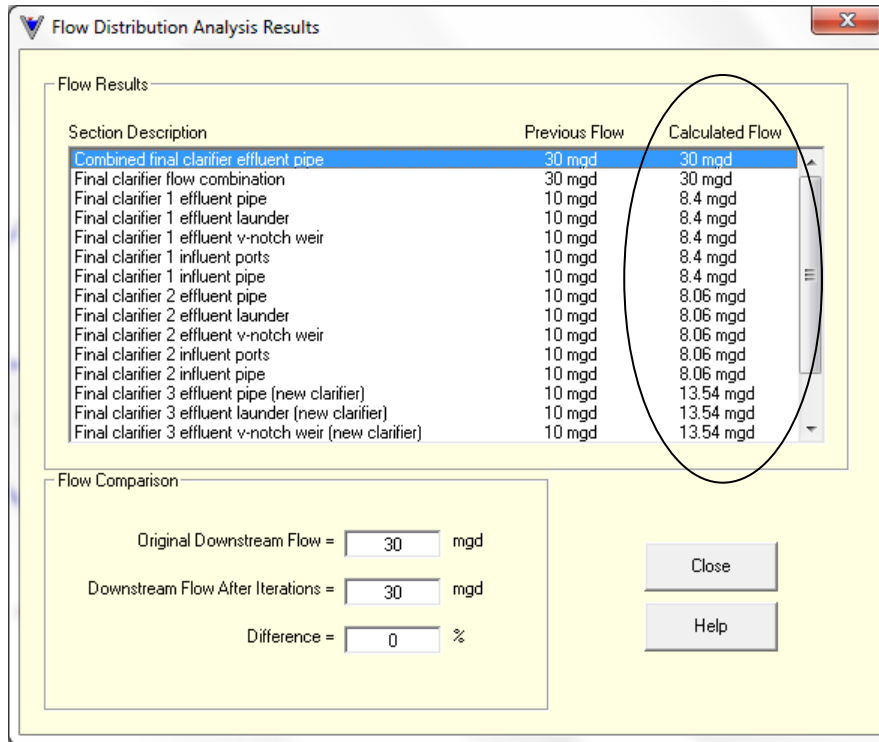 Flow Distribution Analysis Results
Flow Results
Section Description Previous Flow Calculated Flow
Combined final clarifier effluent pipe 30 mgd 30 mgd
Final clarifier flow combination 30 mgd 30 mgd
Final clarifier 1 effluent pipe 10 mgd 8.4 mgd
Final clarifier 1 effluent launder 10 mgd 8.4 mgd
Final clarifier 1 effluent v-notch weir 10 mgd 8.4 mgd
Final clarifier 1 influent ports 10 mgd 8.4 mgd
Final clarifier 1 influent pipe 10 mgd 8.4 mgd
Final clarifier 2 effluent pipe 10 mgd 8.06 mgd
Final clarifier 2 effluent launder 10 mgd 8.06 mgd
Final clarifier 2 effluent v-notch weir 10 mgd 8.06 mgd
Final clarifier 2 influent ports 10 mgd 8.06 mgd
Final clarifier 2 influent pipe 10 mgd 8.06 mgd
Final clarifier 3 effluent pipe (new clarifier) 10 mgd 13.54 mgd
Final clarifier 3 effluent launder (new clarifier) 10 mgd 13.54 mgd
Final clarifier 3 effluent v-notch weir (new clarifier) 10 mgd 13.54 mgd
Flow Comparison
Original Downstream Flow = 30 mgd
Downstream Flow After Iterations = 30 mgd
Difference = 0 %
Close
Help